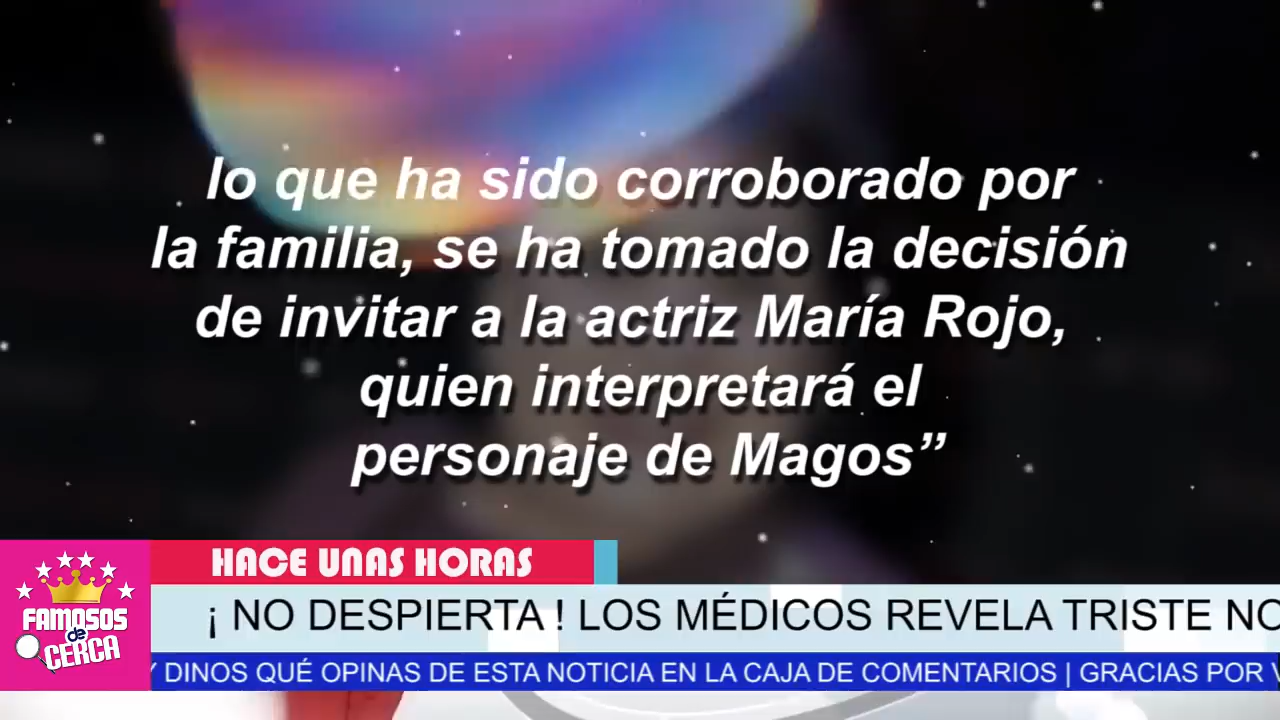 lo que ha sido corroborado por
la familia, se ha tomado la decisión
de invitar a la actriz María Rojo,
quien interpretará el
personaje de Magos”
HACE UNAS HORAS
FAMOSOS
de
CERCA
¡ NO DESPIERTA ! LOS MÉDICOS REVELA TRISTE NO
Y DINOS QUÉ OPINAS DE ESTA NOTICIA EN LA CAJA DE COMENTARIOS | GRACIAS POR V